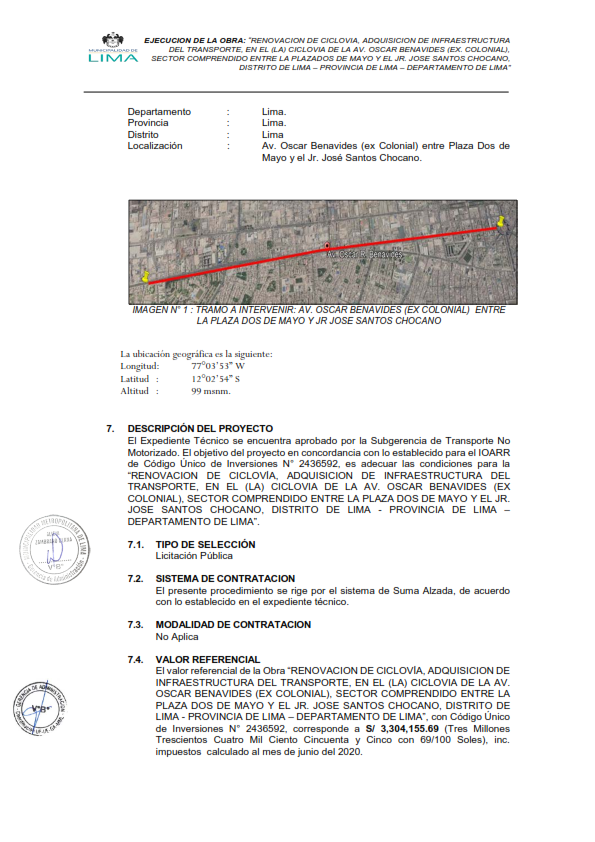 MUNICIPALIDAD DE
LIMA
EJECUCION DE LA OBRA: "RENOVACION DE CICLOVIA, ADQUISICION DE INFRAESTRUCTURA
DEL TRANSPORTE, EN EL (LA) CICLOVIA DE LA AV. OSCAR BENAVIDES (EX. COLONIAL),
SECTOR COMPRENDIDO ENTRE LA PLAZADOS DE MAYO Y EL JR. JOSE SANTOS CHOCANO,
DISTRITO DE LIMA – PROVINCIA DE LIMA – DEPARTAMENTO DE LIMA"
Departamento : Lima.
Provincia : Lima.
Distrito : Lima
Localización : Av. Oscar Benavides (ex Colonial) entre Plaza Dos de
Mayo y el Jr. José Santos Chocano.
Av. Oscar R. Benavides
IMAGEN N° 1 : TRAMO A INTERVENIR: AV. OSCAR BENAVIDES (EX COLONIAL) ENTRE
LA PLAZA DOS DE MAYO Y JR JOSE SANTOS CHOCANO
La ubicación geográfica es la siguiente:
Longitud: 77°03'53" W
Latitud : 12°02'54" S
Altitud : 99 msnm.
7. DESCRIPCIÓN DEL PROYECTO
El Expediente Técnico se encuentra aprobado por la Subgerencia de Transporte No
Motorizado. El objetivo del proyecto en concordancia con lo establecido para el IOARR
de Código Único de Inversiones N° 2436592, es adecuar las condiciones para la
"RENOVACION DE CICLOVÍA, ADQUISICION DE INFRAESTRUCTURA DEL
TRANSPORTE, EN EL (LA) CICLOVIA DE LA AV. OSCAR BENAVIDES (EX
COLONIAL), SECTOR COMPRENDIDO ENTRE LA PLAZA DOS DE MAYO Y EL JR.
JOSE SANTOS CHOCANO, DISTRITO DE LIMA - PROVINCIA DE LIMA –
DEPARTAMENTO DE LIMA".
7.1. TIPO DE SELECCIÓN
Licitación Pública
7.2. SISTEMA DE CONTRATACION
El presente procedimiento se rige por el sistema de Suma Alzada, de acuerdo
con lo establecido en el expediente técnico.
7.3. MODALIDAD DE CONTRATACION
No Aplica
7.4. VALOR REFERENCIAL
El valor referencial de la Obra "RENOVACION DE CICLOVÍA, ADQUISICION DE
INFRAESTRUCTURA DEL TRANSPORTE, EN EL (LA) CICLOVIA DE LA AV.
OSCAR BENAVIDES (EX COLONIAL), SECTOR COMPRENDIDO ENTRE LA
PLAZA DOS DE MAYO Y EL JR. JOSE SANTOS CHOCANO, DISTRITO DE
LIMA - PROVINCIA DE LIMA – DEPARTAMENTO DE LIMA", con Código Único
de Inversiones N° 2436592, corresponde a S/ 3,304,155.69 (Tres Millones
Trescientos Cuatro Mil Ciento Cincuenta y Cinco con 69/100 Soles), inc.
impuestos calculado al mes de junio del 2020.
V°B°
GERENCIA DE ADMINISTRACION
V°B°